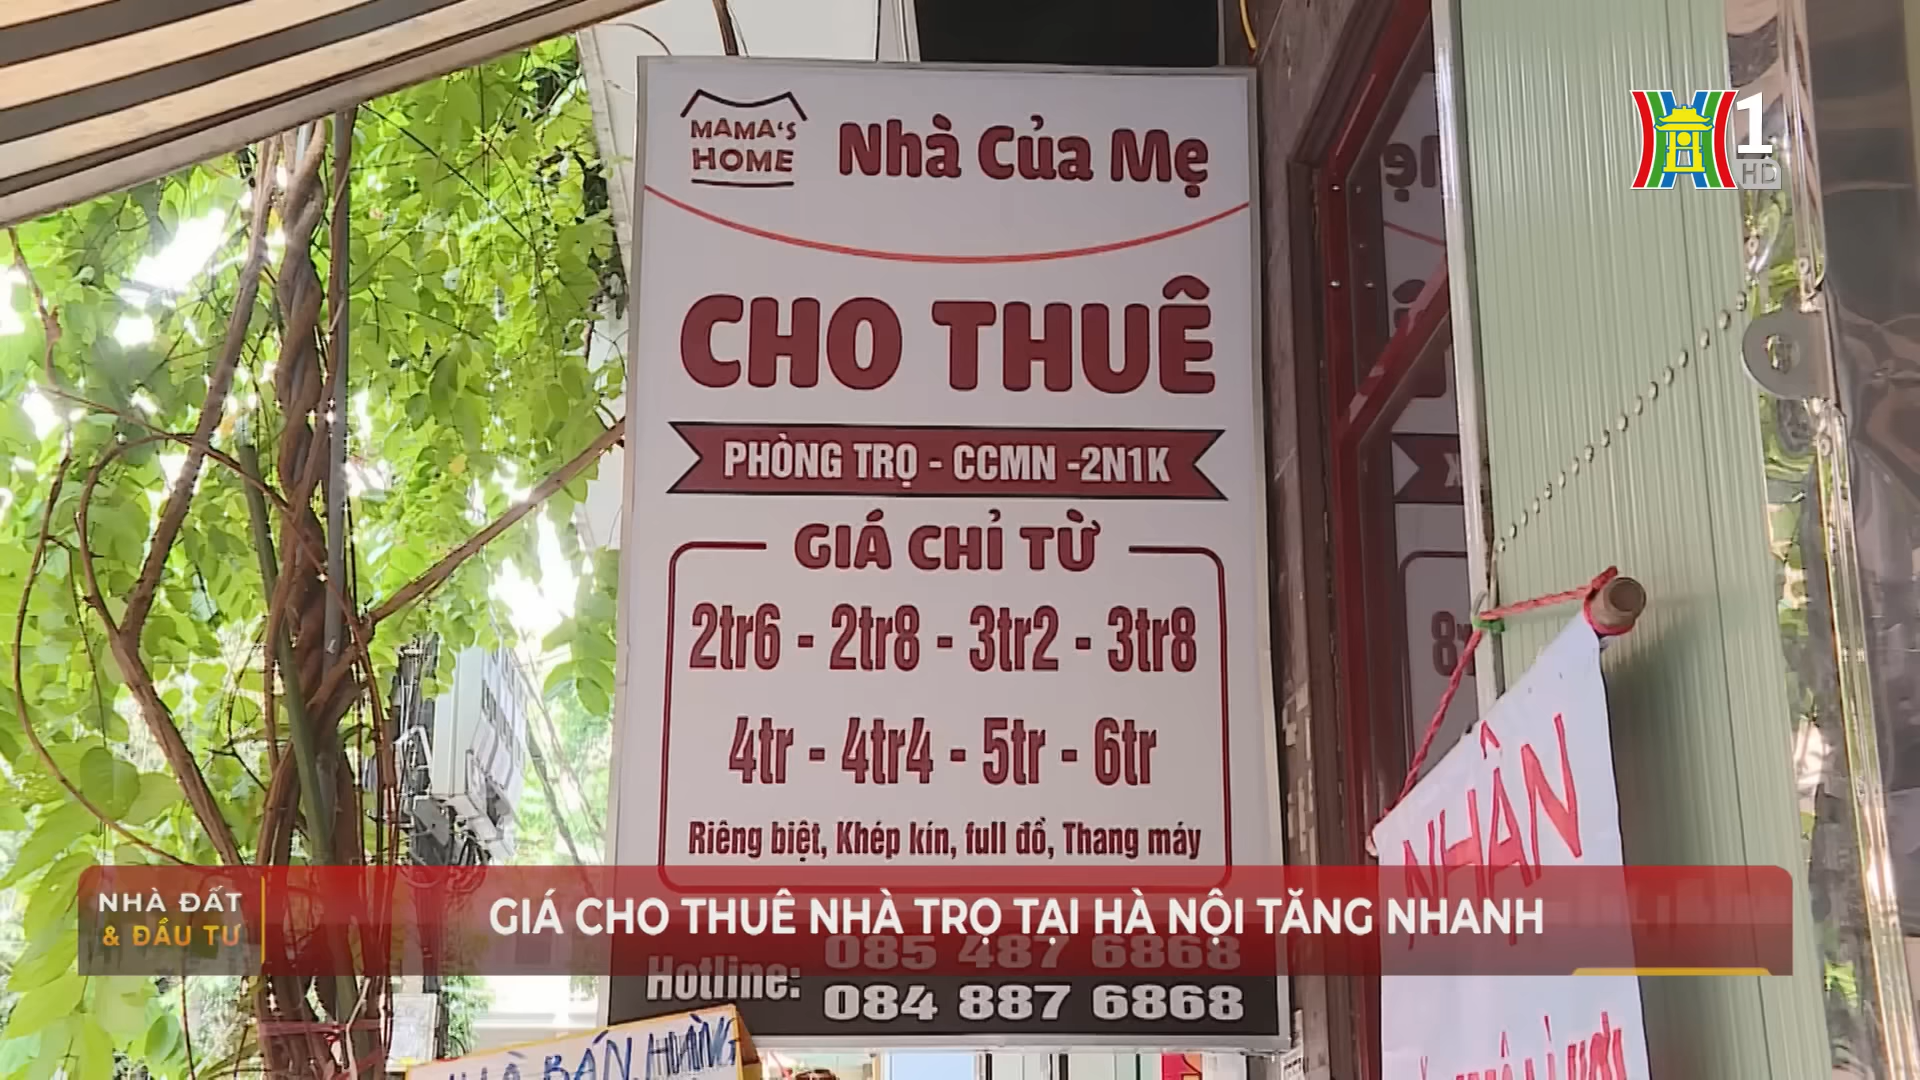 MAMA'S
HOME
Nhà Của Mẹ
1
HD
CHO THUÊ
PHÒNG TRỌ - CCMN -2N1K
GIÁ CHỈ TỪ
2tr6 - 2tr8 - 3tr2 - 3tr8
4tr - 4tr4 - 5tr - 6tr
Riêng biệt, Khép kín, full đồ, Thang máy
NHẬN
NHÀ ĐẤT
& ĐẦU TƯ
GIÁ CHO THUÊ NHÀ TRỌ TẠI HÀ NỘI TĂNG NHANH
Hotline:
085 487 6868
084 887 6868
BÁN HÀNG